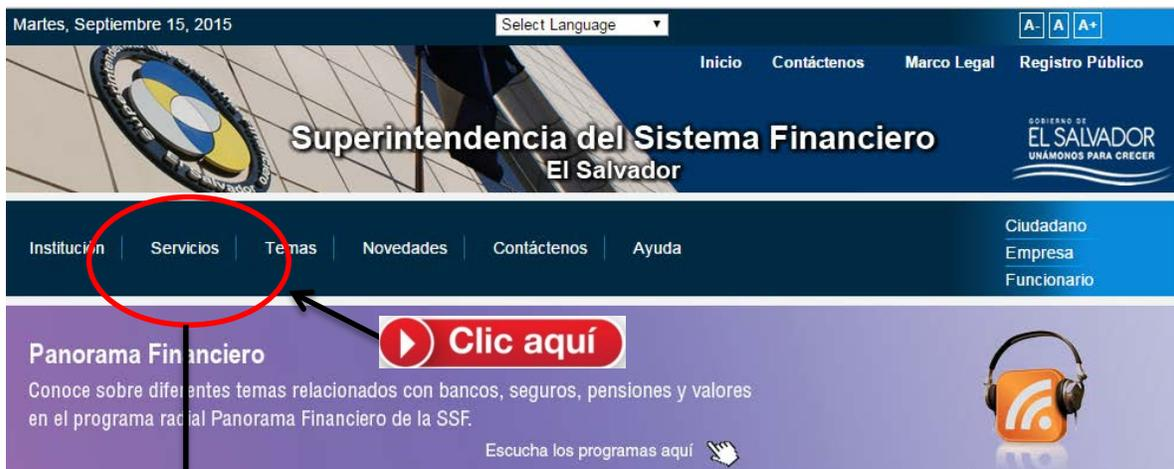 Martes, Septiembre 15, 2015
Select Language
A- A A+
Inicio Contáctenos Marco Legal Registro Público
Superintendencia del Sistema Financiero
El Salvador
GOBIERNO DE
EL SALVADOR
UNÁMONOS PARA CRECER
Institución Servicios Temas Novedades Contáctenos Ayuda
Ciudadano
Empresa
Funcionario
Clic aquí
Panorama Financiero
Conoce sobre diferentes temas relacionados con bancos, seguros, pensiones y valores
en el programa radial Panorama Financiero de la SSF.
Escucha los programas aquí